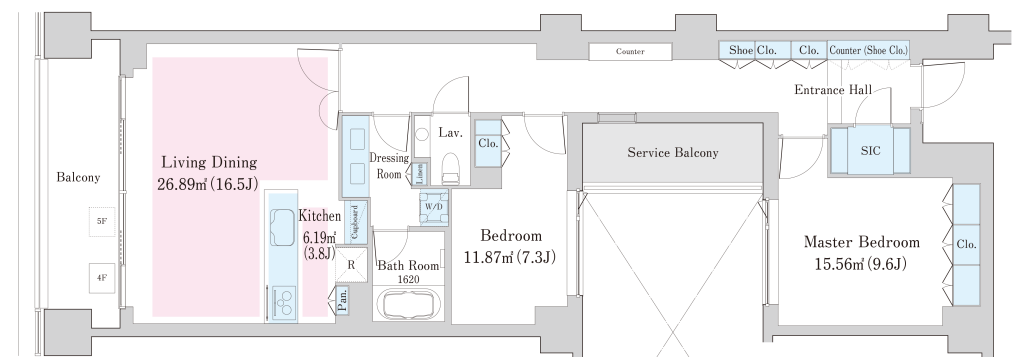 Counter
Shoe Clo.
Clo.
Counter (Shoe Clo.)
Entrance Hall
Lav.
Clo.
Service Balcony
SIC
Living Dining
26.89㎡(16.5J)
Dressing
Room
Linen
Balcony
W/D
Kitchen
6.19㎡
(3.8J)
Cupboard
5F
Bedroom
11.87㎡(7.3J)
Master Bedroom
15.56㎡(9.6J)
Clo.
R
Bath Room
1620
4F
Pan.